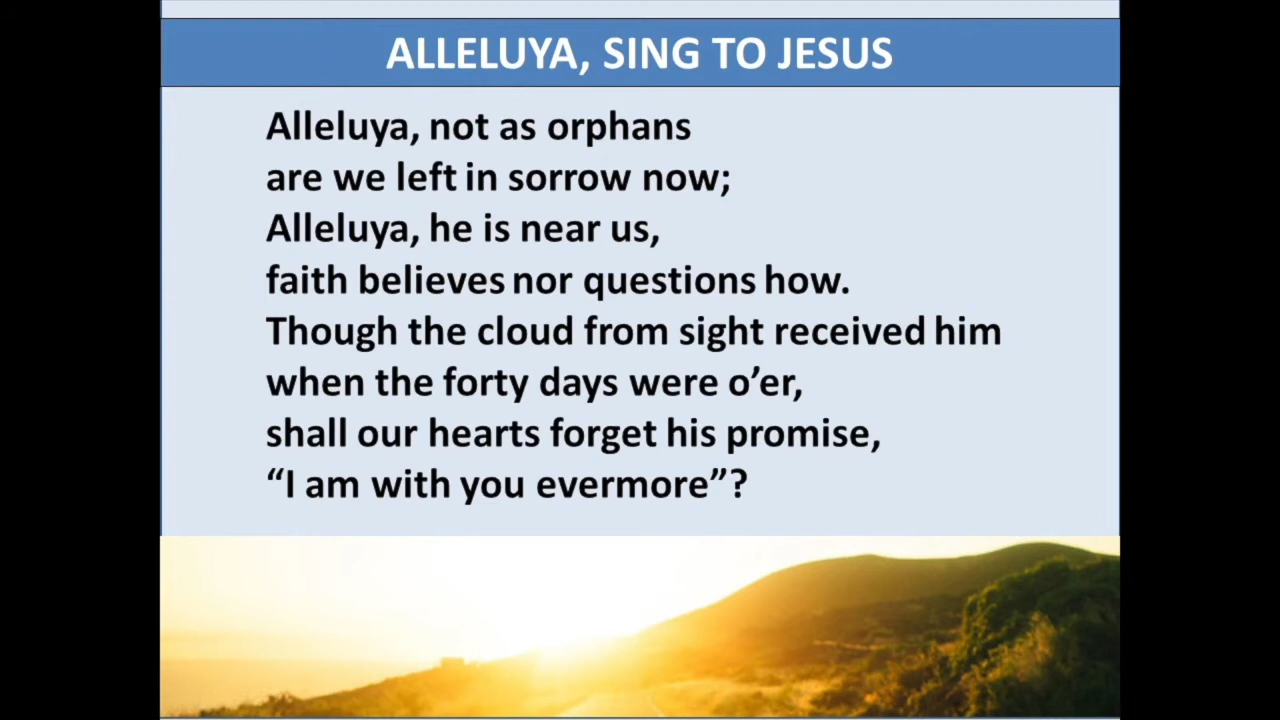 ALLELUYA, SING TO JESUS
Alleluya, not as orphans
are we left in sorrow now;
Alleluya, he is near us,
faith believes nor questions how.
Though the cloud from sight received him
when the forty days were o’er,
shall our hearts forget his promise,
“I am with you evermore”?